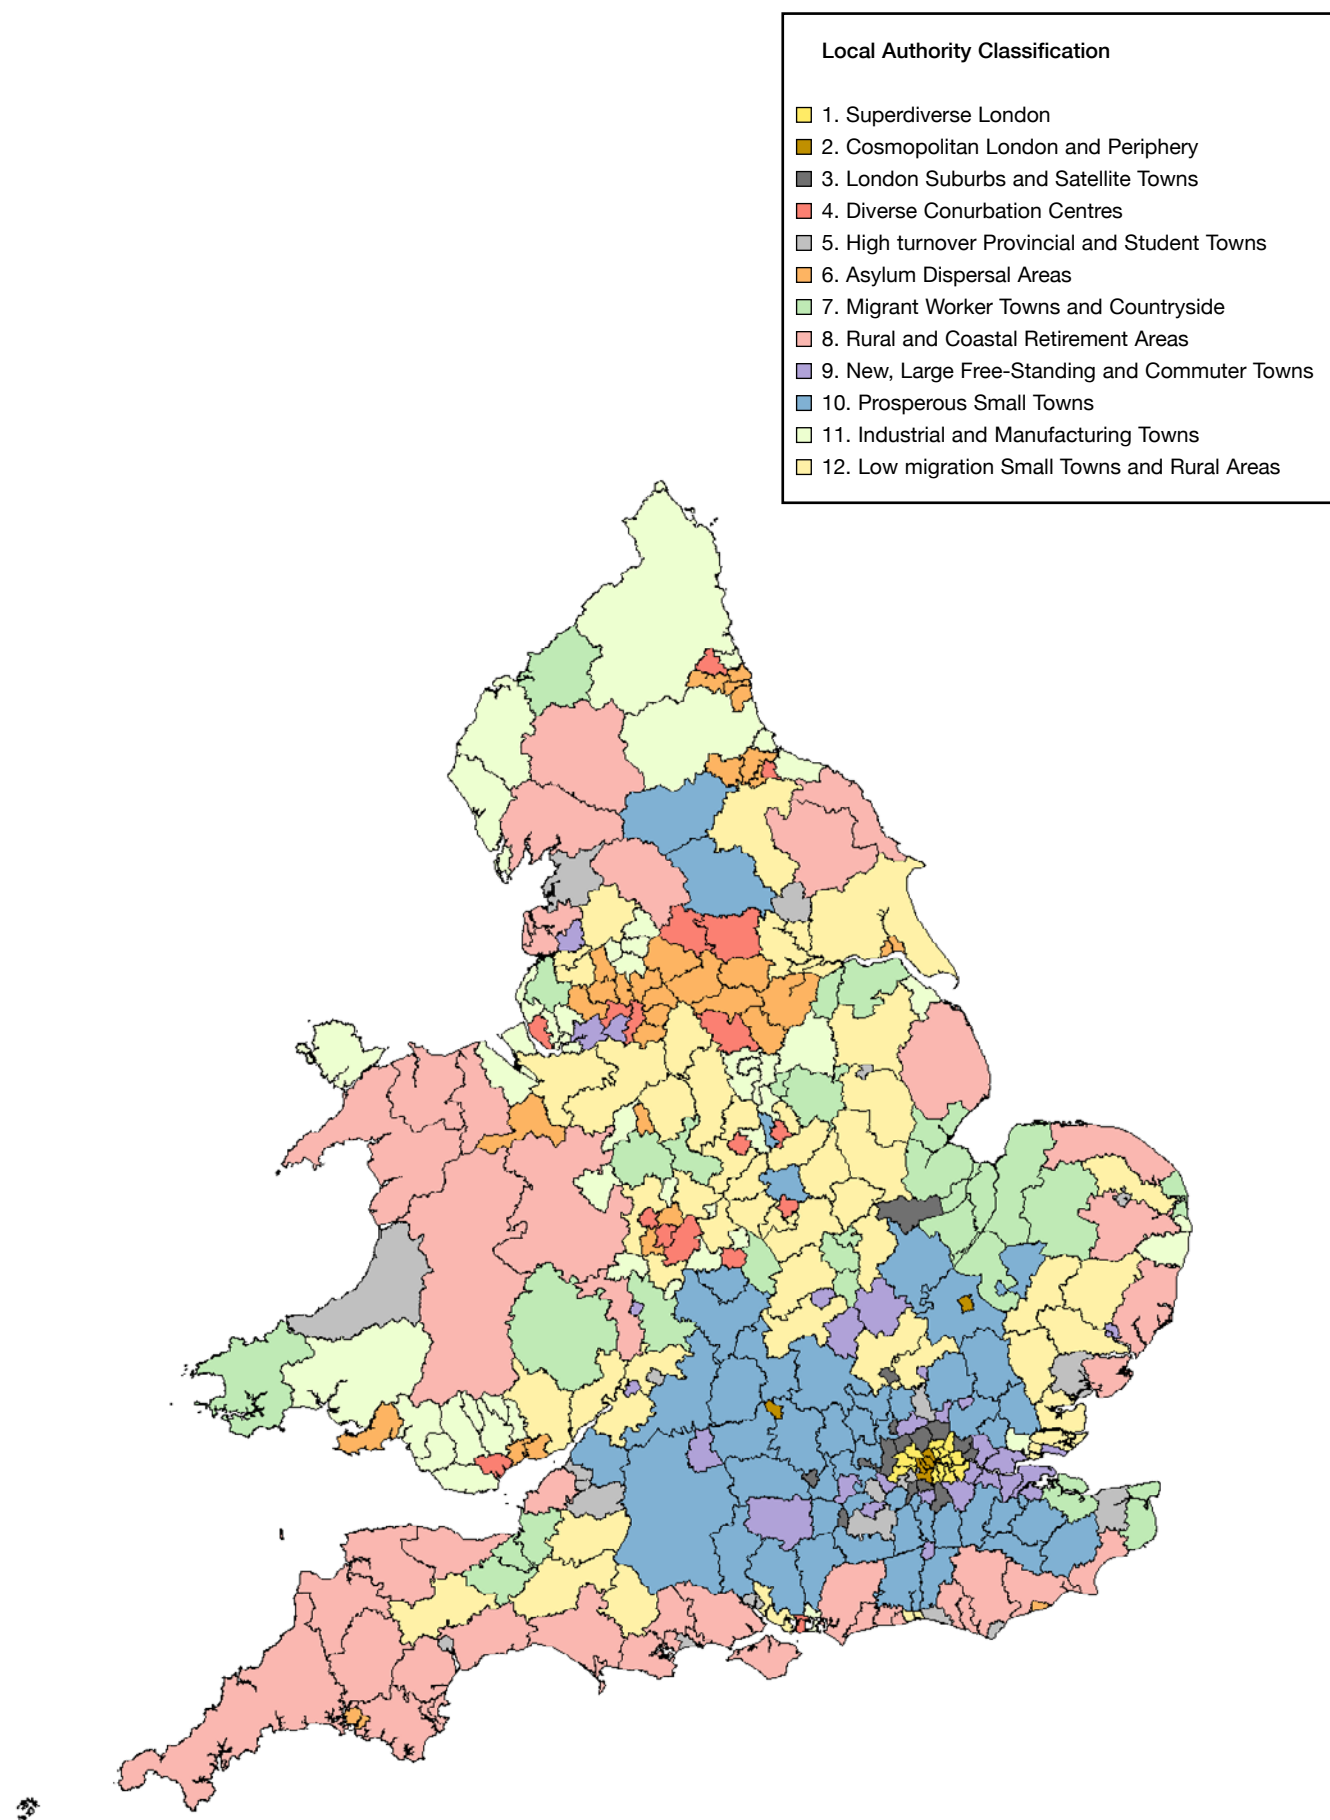 Local Authority Classification
1. Superdiverse London
2. Cosmopolitan London and Periphery
3. London Suburbs and Satellite Towns
4. Diverse Conurbation Centres
5. High turnover Provincial and Student Towns
6. Asylum Dispersal Areas
7. Migrant Worker Towns and Countryside
8. Rural and Coastal Retirement Areas
9. New, Large Free-Standing and Commuter Towns
10. Prosperous Small Towns
11. Industrial and Manufacturing Towns
12. Low migration Small Towns and Rural Areas